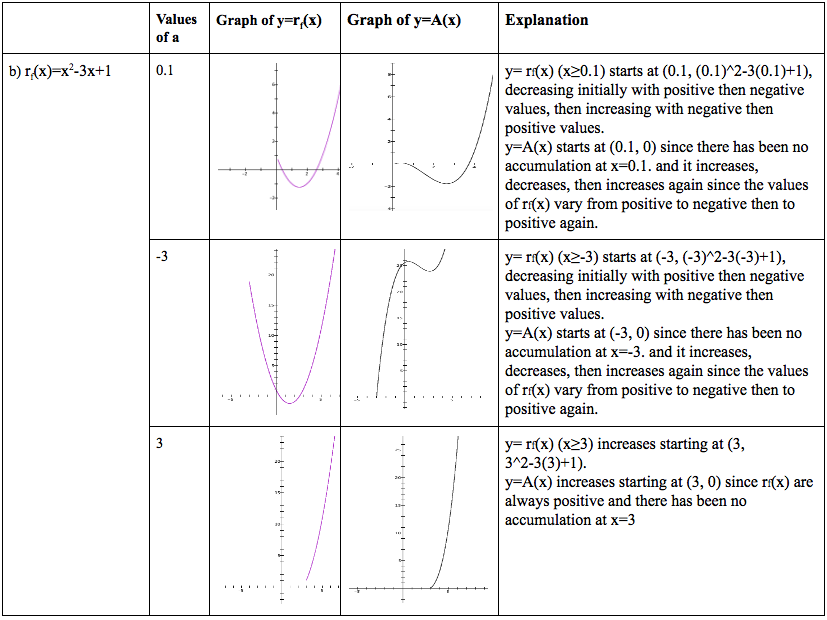 Values of a
Graph of y=rf(x)
Graph of y=A(x)
Explanation
b) rf(x)=x²-3x+1
0.1
y= rf(x) (x≥0.1) starts at (0.1, (0.1)^2-3(0.1)+1),
decreasing initially with positive then negative
values, then increasing with negative then
positive values.
y=A(x) starts at (0.1, 0) since there has been no
accumulation at x=0.1. and it increases,
decreases, then increases again since the values
of rf(x) vary from positive to negative then to
positive again.
-3
y= rf(x) (x≥-3) starts at (-3, (-3)^2-3(-3)+1),
decreasing initially with positive then negative
values, then increasing with negative then
positive values.
y=A(x) starts at (-3, 0) since there has been no
accumulation at x=-3. and it increases,
decreases, then increases again since the values
of rf(x) vary from positive to negative then to
positive again.
3
y= rf(x) (x≥3) increases starting at (3,
3^2-3(3)+1).
y=A(x) increases starting at (3, 0) since rf(x) are
always positive and there has been no
accumulation at x=3